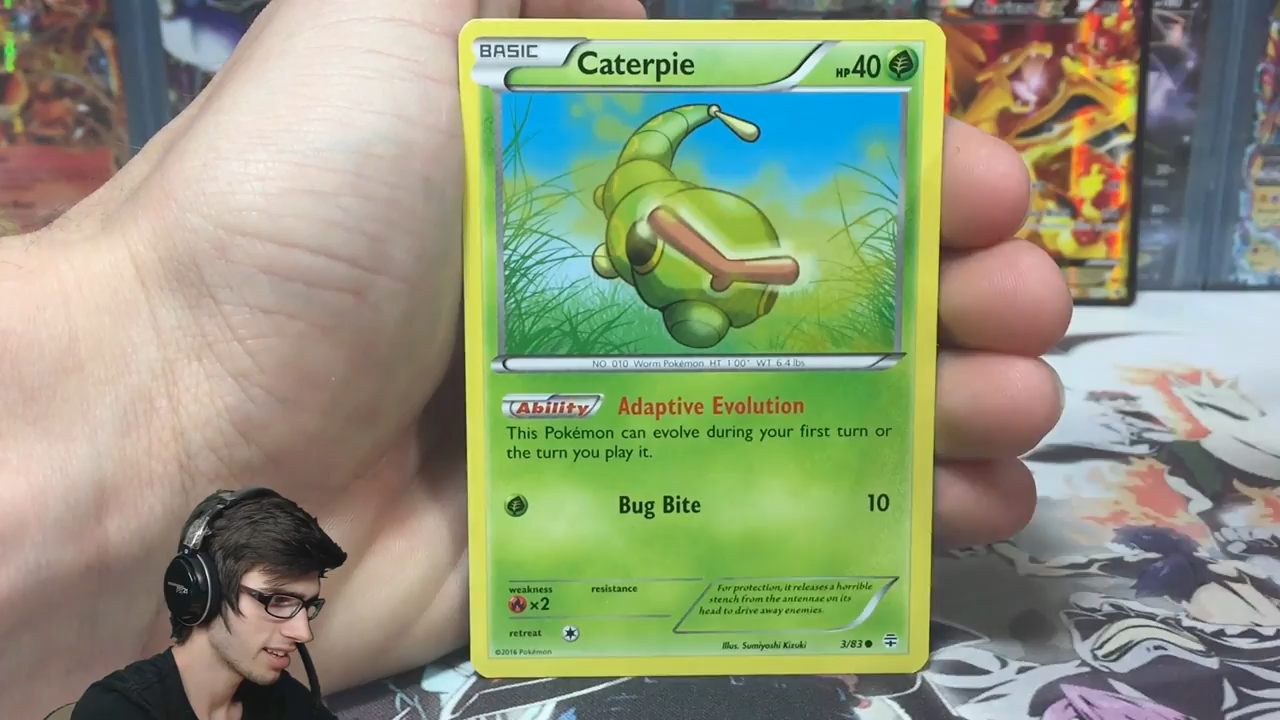 BASIC Caterpie HP 40
NO. 010 Worm Pokémon HT 1'00" WT 6.4 lbs
Ability Adaptive Evolution
This Pokémon can evolve during your first turn or
the turn you play it.
Bug Bite 10
weakness resistance
×2
retreat
For protection, it releases a horrible
stench from the antennae on its
head to drive away enemies.
Illus. Sumiyoshi Kizuki 3/83
©2016 Pokémon